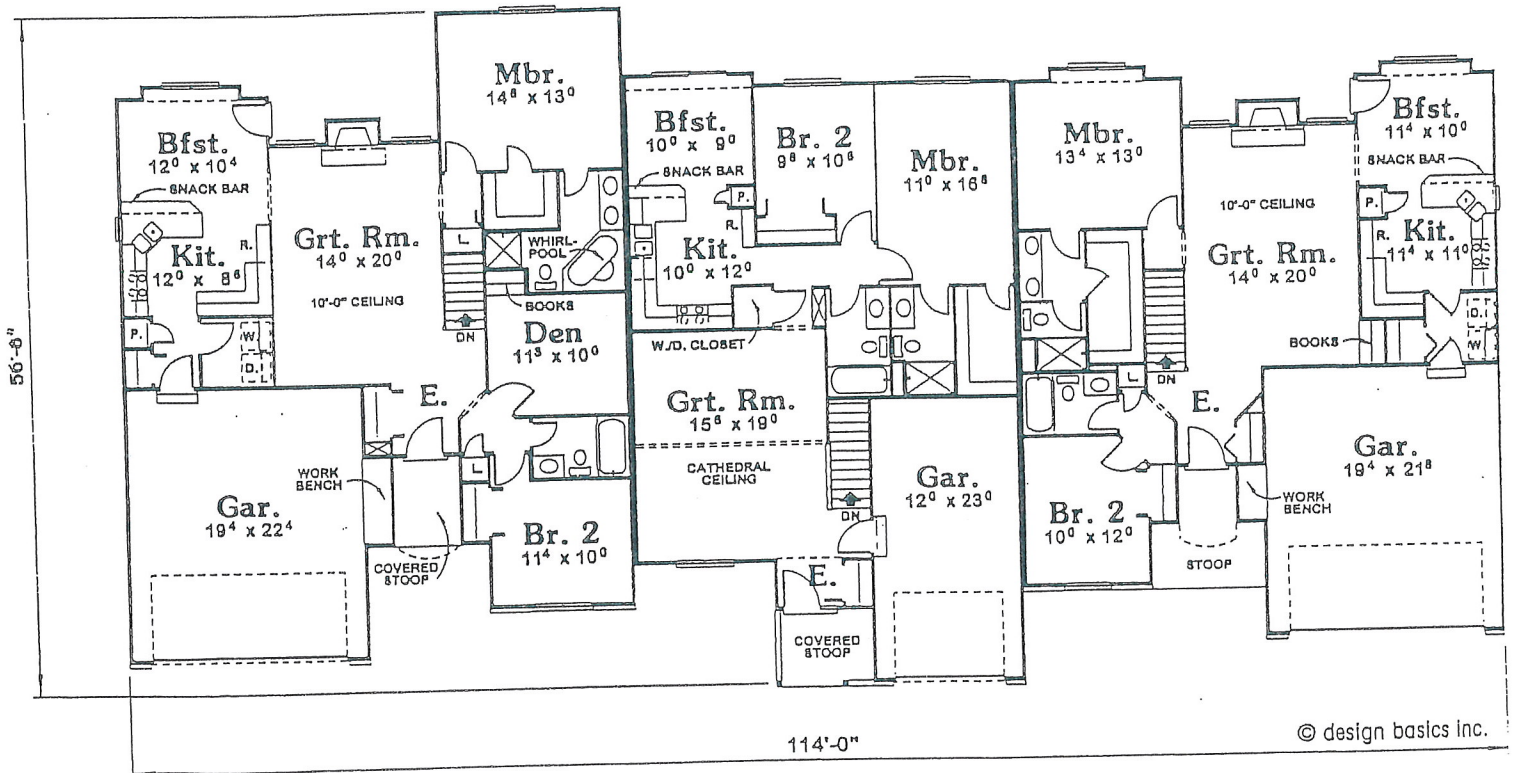 56'-8"
Mbr.
14⁸ x 13⁰
Bfst.
12⁰ x 10⁴
SNACK BAR
Kit.
12⁰ x 8⁶
R.
P.
W.
D.
Grt. Rm.
14⁰ x 20⁰
10'-0" CEILING
L
DN
WHIRL-
POOL
BOOKS
Den
11³ x 10⁰
E.
L
WORK
BENCH
Gar.
19⁴ x 22⁴
COVERED
STOOP
Br. 2
11⁴ x 10⁰
Bfst.
10⁰ x 9⁰
SNACK BAR
P.
R.
Kit.
10⁰ x 12⁰
Br. 2
9⁸ x 10⁶
Mbr.
11⁰ x 16⁸
W./D. CLOSET
Grt. Rm.
15⁶ x 19⁰
CATHEDRAL
CEILING
DN
Gar.
12⁰ x 23⁰
E.
COVERED
STOOP
Mbr.
13⁴ x 13⁰
10'-0" CEILING
Grt. Rm.
14⁰ x 20⁰
Bfst.
11⁴ x 10⁰
SNACK BAR
P.
R.
Kit.
11⁴ x 11⁰
D.
W
BOOKS
DN
L
E.
Br. 2
10⁰ x 12⁰
STOOP
WORK
BENCH
Gar.
19⁴ x 21⁸
114'-0"
© design basics inc.